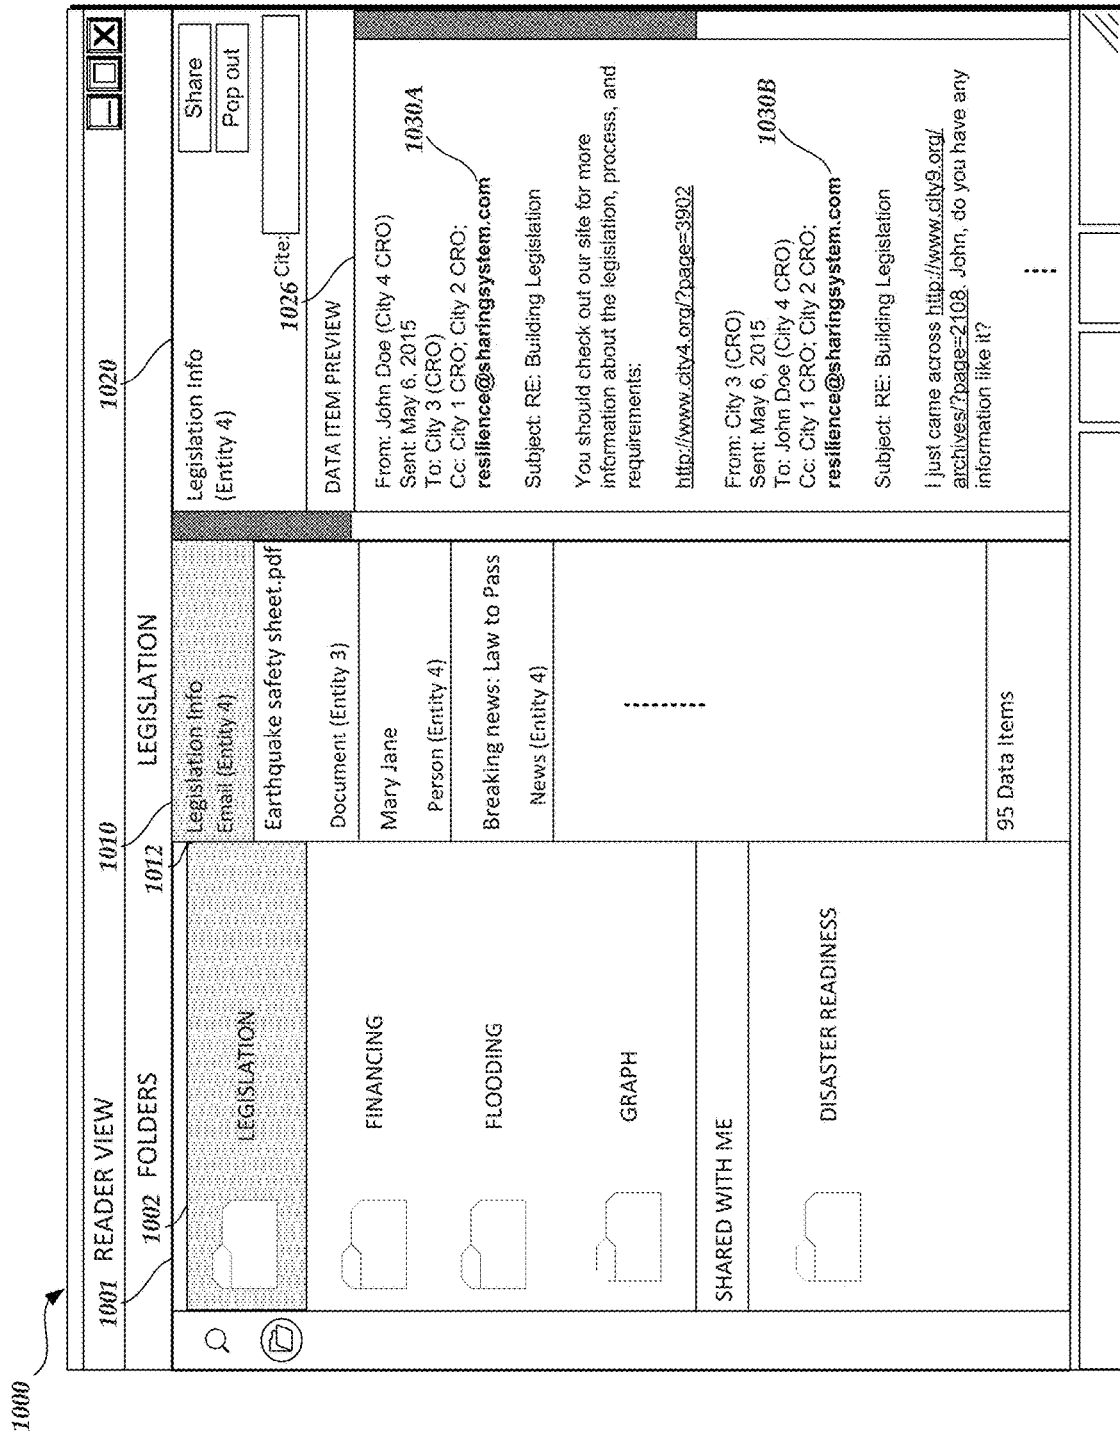 1000
READER VIEW
1001
1002
FOLDERS
LEGISLATION
FINANCING
FLOODING
GRAPH
SHARED WITH ME
DISASTER READINESS
1010
1012
LEGISLATION
Legislation Info
Email (Entity 4)
Earthquake safety sheet.pdf
Document (Entity 3)
Mary Jane
Person (Entity 4)
Breaking news: Law to Pass
News (Entity 4)
95 Data Items
1020
Legislation Info
(Entity 4)
Share
Pop out
1026
Cite:
DATA ITEM PREVIEW
From: John Doe (City 4 CRO)
Sent: May 6, 2015
To: City 3 (CRO)
Cc: City 1 CRO; City 2 CRO;
resilience@sharingsystem.com
1030A
Subject: RE: Building Legislation
You should check out our site for more
information about the legislation, process, and
requirements:
http://www.city4.org/?page=3902
From: City 3 (CRO)
Sent: May 6, 2015
To: John Doe (City 4 CRO)
Cc: City 1 CRO; City 2 CRO;
resilience@sharingsystem.com
1030B
Subject: RE: Building Legislation
I just came across http://www.city9.org/
archives/?page=2108. John, do you have any
information like it?